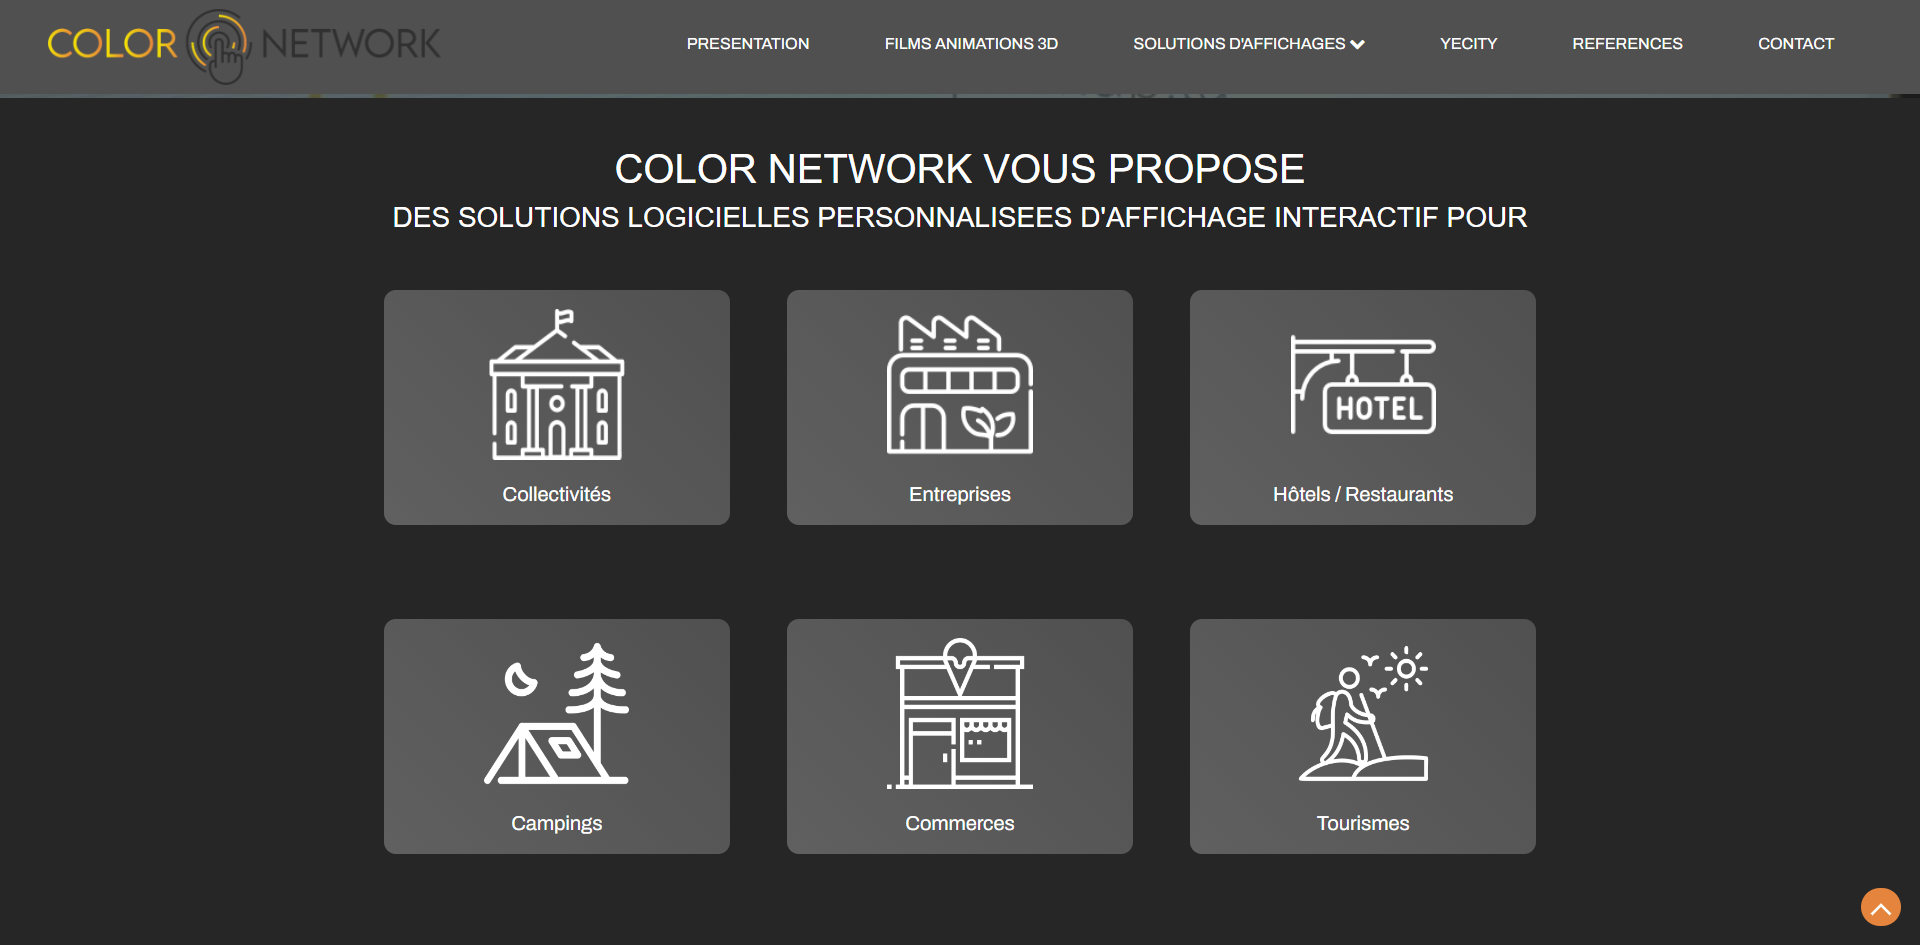 COLOR NETWORK
PRESENTATION
FILMS ANIMATIONS 3D
SOLUTIONS D'AFFICHAGES
YECITY
REFERENCES
CONTACT
COLOR NETWORK VOUS PROPOSE
DES SOLUTIONS LOGICIELLES PERSONNALISEES D'AFFICHAGE INTERACTIF POUR
HOTEL
Collectivités
Entreprises
Hôtels / Restaurants
Campings
Commerces
Tourismes